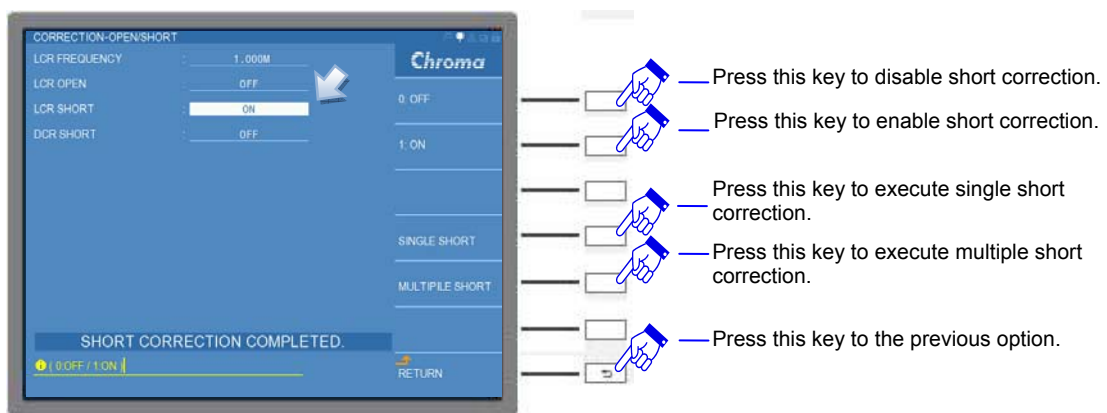 CORRECTION-OPEN/SHORT
LCR FREQUENCY : 1.000M
LCR OPEN : OFF
LCR SHORT : ON
DCR SHORT : OFF
SHORT CORRECTION COMPLETED.
( 0:OFF / 1:ON )
Chroma
0: OFF
1: ON
SINGLE SHORT
MULTIPILE SHORT
RETURN
Press this key to disable short correction.
Press this key to enable short correction.
Press this key to execute single short
correction.
Press this key to execute multiple short
correction.
Press this key to the previous option.